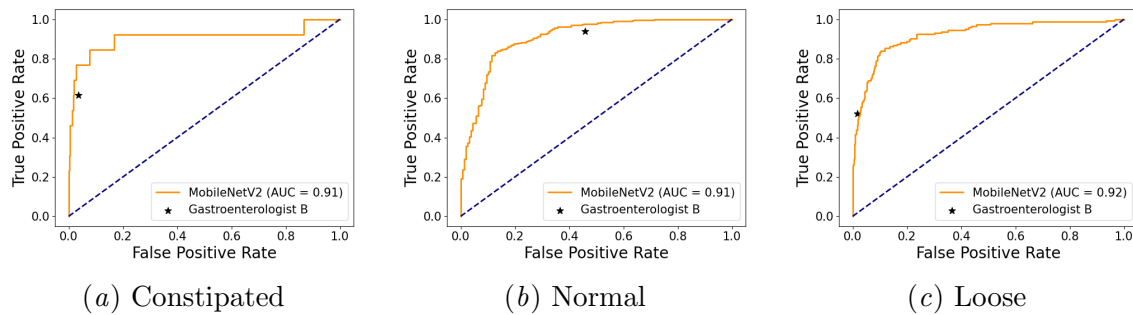 True Positive Rate
1.0
0.8
0.6
0.4
0.2
0.0
MobileNetV2 (AUC = 0.91)
Gastroenterologist B
0.0 0.2 0.4 0.6 0.8 1.0
False Positive Rate
(a) Constipated
True Positive Rate
1.0
0.8
0.6
0.4
0.2
0.0
MobileNetV2 (AUC = 0.91)
Gastroenterologist B
0.0 0.2 0.4 0.6 0.8 1.0
False Positive Rate
(b) Normal
True Positive Rate
1.0
0.8
0.6
0.4
0.2
0.0
MobileNetV2 (AUC = 0.92)
Gastroenterologist B
0.0 0.2 0.4 0.6 0.8 1.0
False Positive Rate
(c) Loose